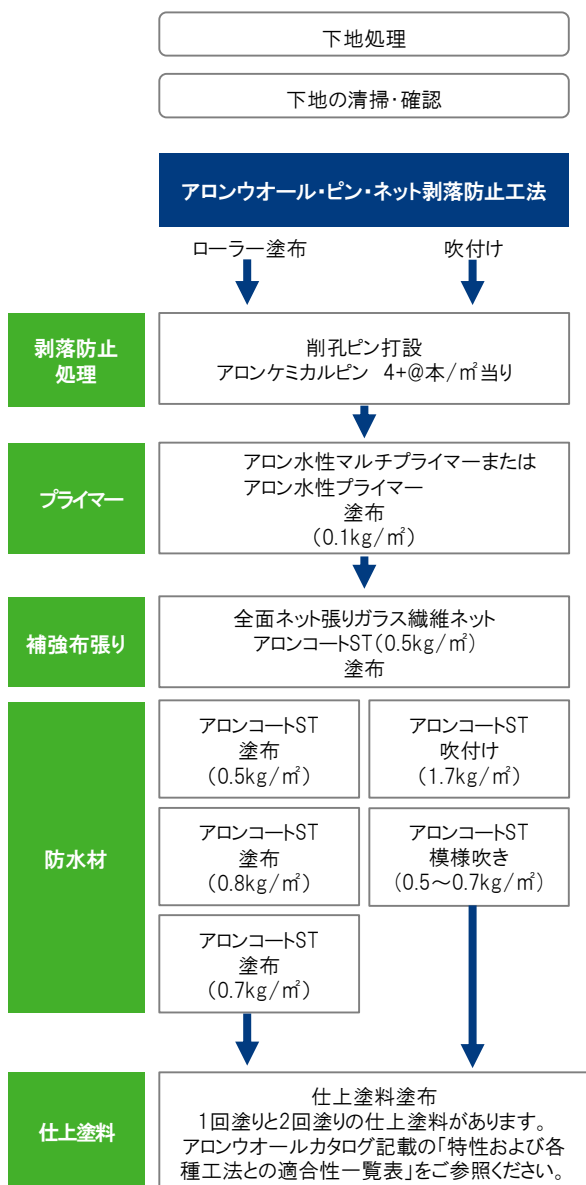 下地処理
下地の清掃・確認
アロンウオール・ピン・ネット剥落防止工法
ローラー塗布
吹付け
剥落防止
処理
削孔ピン打設
アロンケミカルピン 4+@本/㎡当り
プライマー
アロン水性マルチプライマーまたは
アロン水性プライマー
塗布
(0.1kg/㎡)
補強布張り
全面ネット張りガラス繊維ネット
アロンコートST(0.5kg/㎡)
塗布
防水材
アロンコートST
塗布
(0.5kg/㎡)
アロンコートST
吹付け
(1.7kg/㎡)
アロンコートST
塗布
(0.8kg/㎡)
アロンコートST
模様吹き
(0.5～0.7kg/㎡)
アロンコートST
塗布
(0.7kg/㎡)
仕上塗料
仕上塗料塗布
1回塗りと2回塗りの仕上塗料があります。
アロンウオールカタログ記載の「特性および各
種工法との適合性一覧表」をご参照ください。